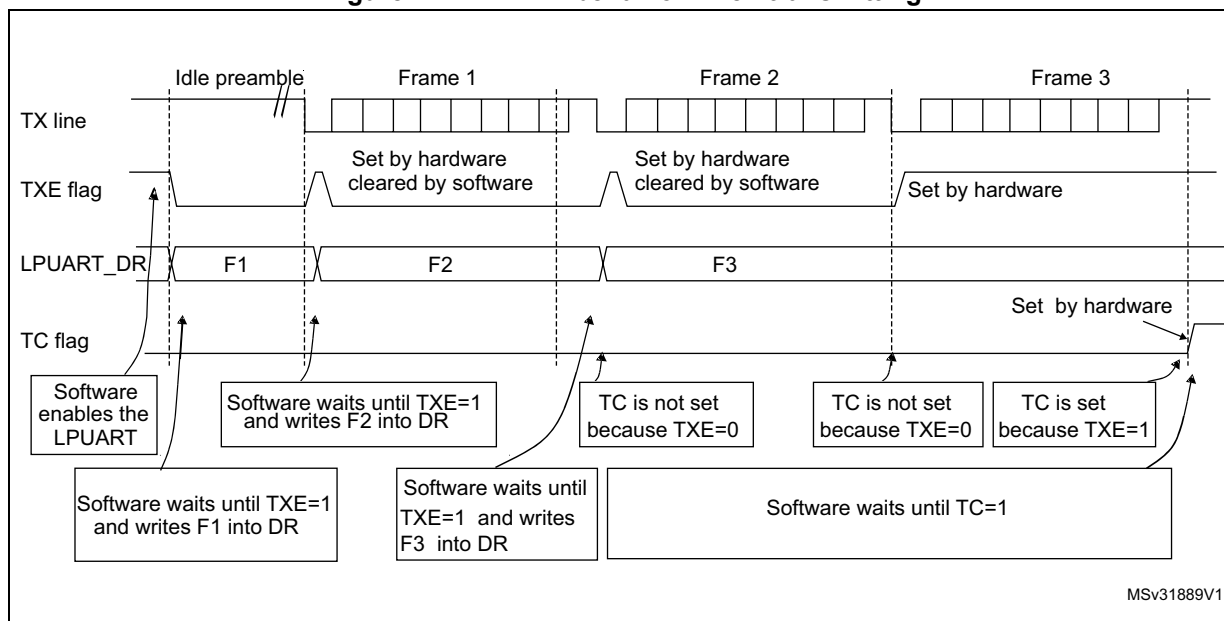 Idle preamble
Frame 1
Frame 2
Frame 3
TX line
Set by hardware
cleared by software
Set by hardware
cleared by software
TXE flag
Set by hardware
LPUART_DR
F1
F2
F3
Set by hardware
TC flag
Software
enables the
LPUART
Software waits until TXE=1
and writes F2 into DR
TC is not set
because TXE=0
TC is not set
because TXE=0
TC is set
because TXE=1
Software waits until TXE=1
and writes F1 into DR
Software waits until
TXE=1 and writes
F3 into DR
Software waits until TC=1
MSv31889V1